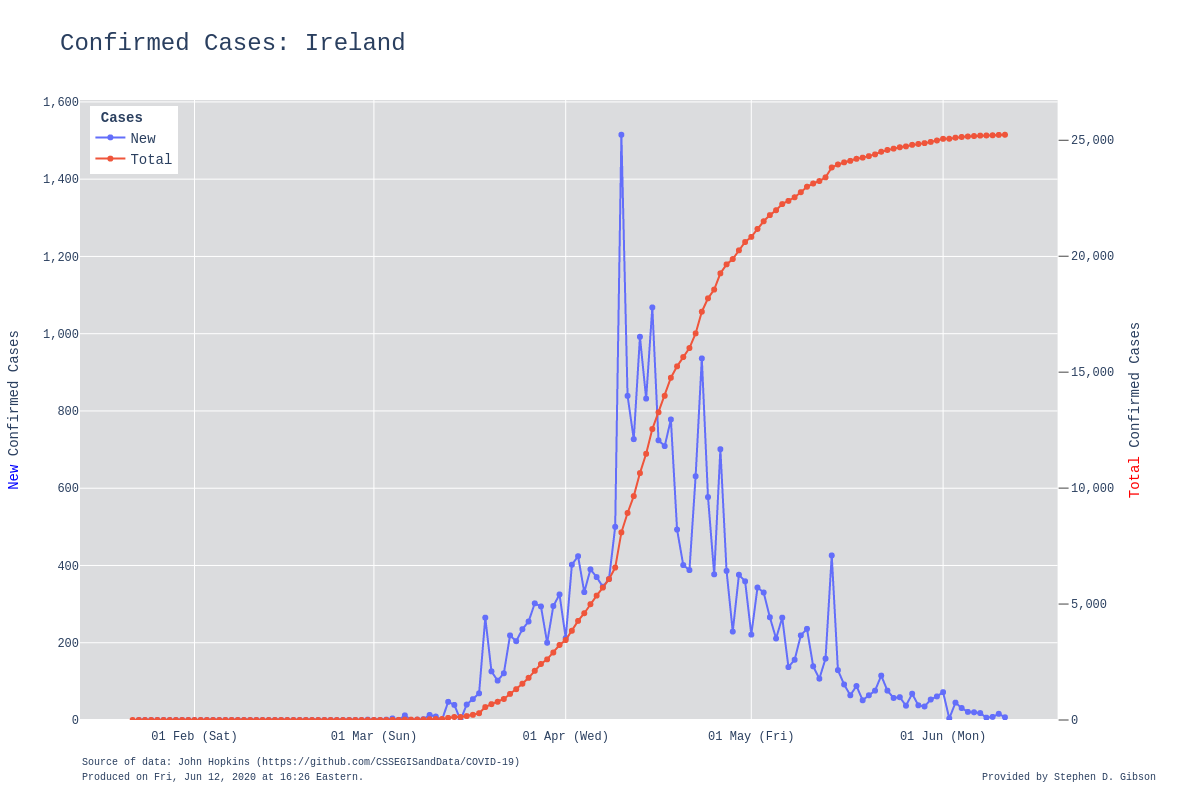 Confirmed Cases: Ireland
Cases
New
Total
1,600
1,400
1,200
1,000
800
600
400
200
0
25,000
20,000
15,000
10,000
5,000
0
New Confirmed Cases
Total Confirmed Cases
01 Feb (Sat)
01 Mar (Sun)
01 Apr (Wed)
01 May (Fri)
01 Jun (Mon)
Source of data: John Hopkins (https://github.com/CSSEGISandData/COVID-19)
Produced on Fri, Jun 12, 2020 at 16:26 Eastern.
Provided by Stephen D. Gibson